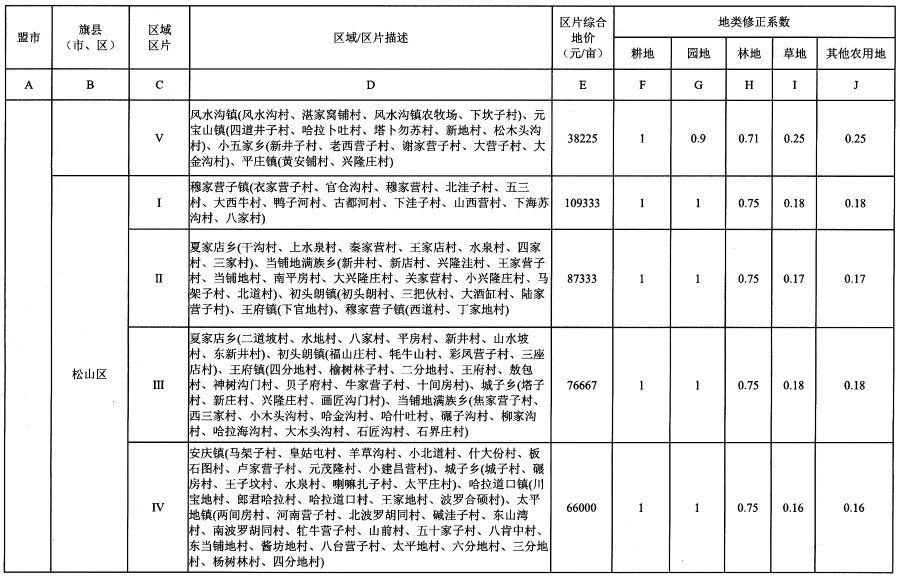 盟市
旗县
（市、区）
区域
区片
区域/区片描述
区片综合
地价
（元/亩）
地类修正系数
耕地
园地
林地
草地
其他农用地
A
B
C
D
E
F
G
H
I
J
V
风水沟镇(风水沟村、湛家窝铺村、风水沟镇农牧场、下坎子村)、元
宝山镇(四道井子村、哈拉卜吐村、塔卜勿苏村、新地村、松木头沟
村)、小五家乡(新井子村、老西营子村、谢家营子村、大营子村、大
金沟村)、平庄镇(黄安铺村、兴隆庄村)
38225
1
0.9
0.71
0.25
0.25
松山区
I
穆家营子镇(衣家营子村、官仓沟村、穆家营村、北洼子村、五三
村、大西牛村、鸭子河村、古都河村、下洼子村、山西营村、下海苏
沟村、八家村)
109333
1
1
0.75
0.18
0.18
II
夏家店乡(干沟村、上水泉村、秦家营村、王家店村、水泉村、四家
村、三家村)、当铺地满族乡(新井村、新店村、兴隆洼村、王家营子
村、当铺地村、南平房村、大兴隆庄村、关家营村、小兴隆庄村、马
架子村、北道村)、初头朗镇(初头朗村、三把伙村、大酒缸村、陆家
营子村)、王府镇(下官地村)、穆家营子镇(西道村、丁家地村)
87333
1
1
0.75
0.17
0.17
III
夏家店乡(二道坡村、水地村、八家村、平房村、新井村、山水坡
村、东新井村)、初头朗镇(福山庄村、牦牛山村、彩凤营子村、三座
店村)、王府镇(四分地村、榆树林子村、二分地村、王府村、敖包
村、神树沟门村、贝子府村、牛家营子村、十间房村)、城子乡(塔子
村、新庄村、兴隆庄村、画匠沟门村)、当铺地满族乡(焦家营子村、
西三家村、小木头沟村、哈金沟村、哈什吐村、碾子沟村、柳家沟
村、哈拉海沟村、大木头沟村、石匠沟村、石界庄村)
76667
1
1
0.75
0.18
0.18
IV
安庆镇(马架子村、皇姑屯村、羊草沟村、小北道村、什大份村、板
石图村、卢家营子村、元茂隆村、小建昌营村)、城子乡(城子村、碾
房村、王子坟村、水泉村、喇嘛扎子村、太平庄村)、哈拉道口镇(川
宝地村、郎君哈拉村、哈拉道口村、王家地村、波罗合硕村)、太平
地镇(两间房村、河南营子村、北波罗胡同村、碱洼子村、东山湾
村、南波罗胡同村、牤牛营子村、山前村、五十家子村、八肯中村、
东当铺地村、酱坊地村、八台营子村、太平地村、六分地村、三分地
村、杨树林村、四分地村)
66000
1
1
0.75
0.16
0.16